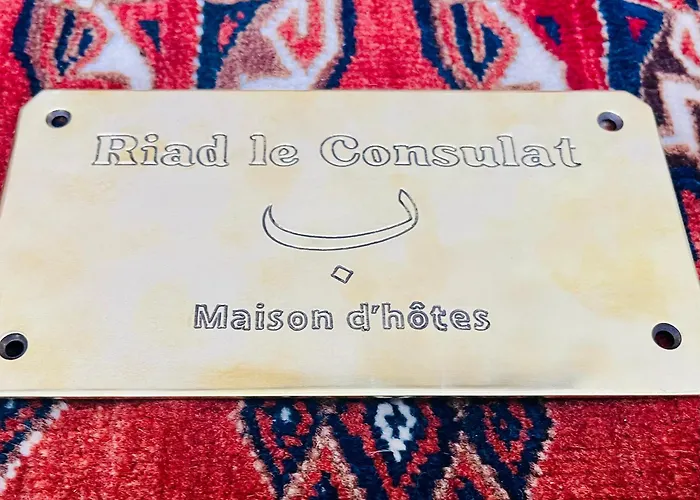 Riad le Consulat
ب
Maison d'hôtes